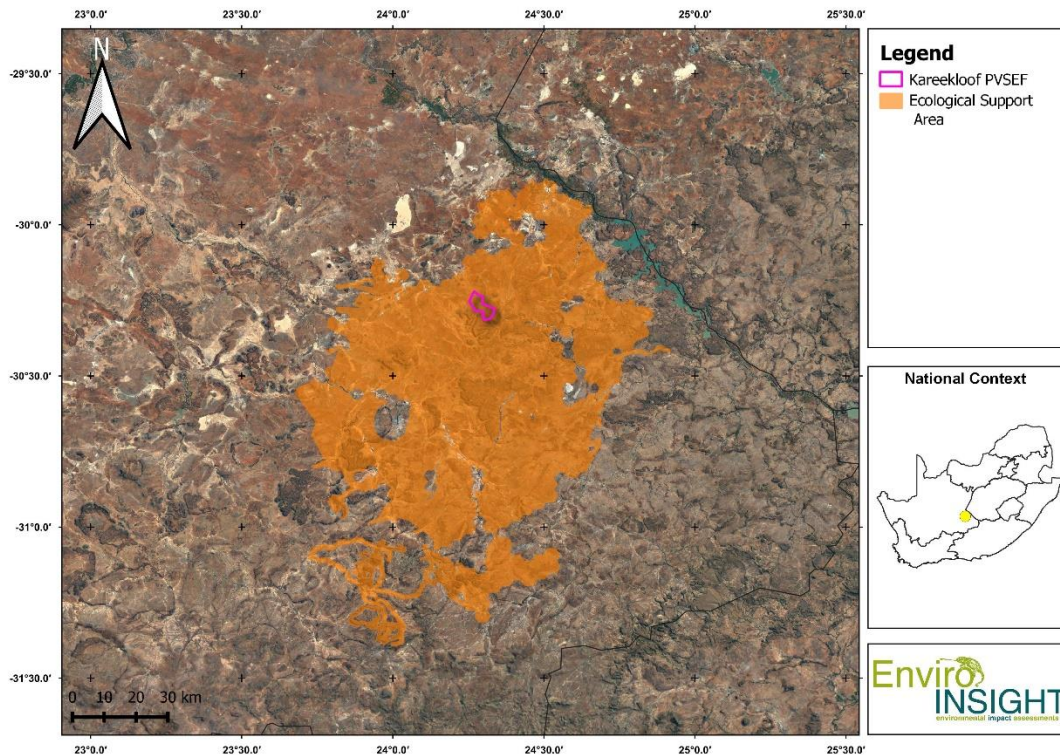 23°0.0' 23°30.0' 24°0.0' 24°30.0' 25°0.0' 25°30.0'
N
-29°30.0'
-30°0.0'
-30°30.0'
-31°0.0'
-31°30.0'
0 10 20 30 km
23°0.0' 23°30.0' 24°0.0' 24°30.0' 25°0.0' 25°30.0'
Legend
Kareekloof PVSEF
Ecological Support
Area
National Context
Enviro
INSIGHT
environmental impact assessments